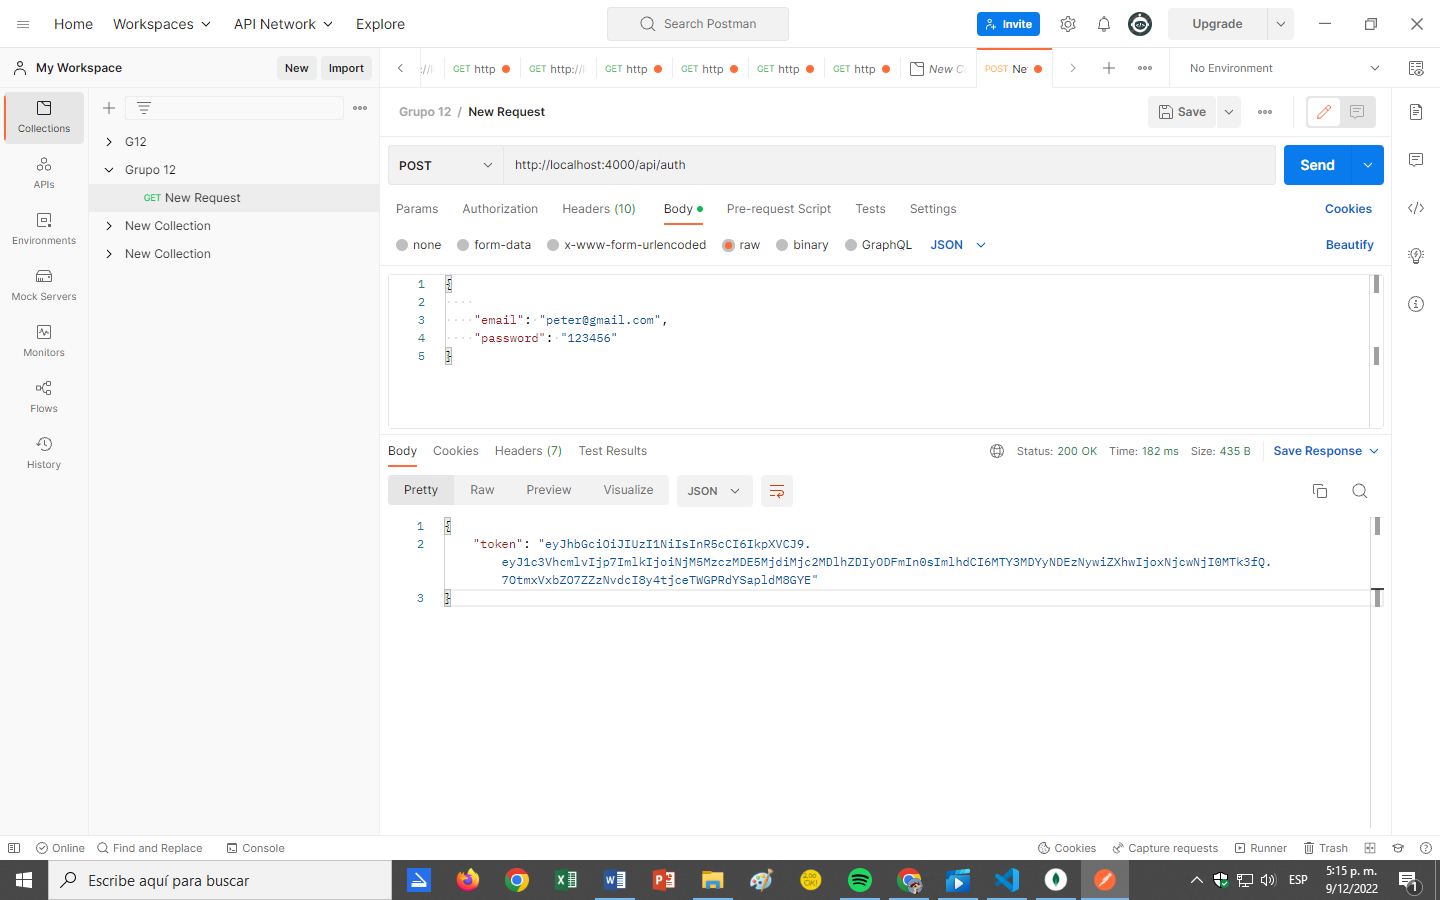 Home Workspaces API Network Explore Search Postman Invite Upgrade
My Workspace New Import
GET http GET http:// GET http GET http GET http GET http New C POST Ne No Environment
Collections
APIs
Environments
Mock Servers
Monitors
Flows
History
G12
Grupo 12
GET New Request
New Collection
New Collection
Grupo 12 / New Request Save
POST http://localhost:4000/api/auth Send
Params Authorization Headers (10) Body Pre-request Script Tests Settings Cookies
none form-data x-www-form-urlencoded raw binary GraphQL JSON Beautify
1 {
2
3 "email": "peter@gmail.com",
4 "password": "123456"
5 }
Body Cookies Headers (7) Test Results Status: 200 OK Time: 182 ms Size: 435 B Save Response
Pretty Raw Preview Visualize JSON
1 {
2 "token": "eyJhbGciOiJIUzI1NiIsInR5cCI6IkpXVCJ9.
eyJ1c3VhcmlvIjp7ImlkIjoiNjM5MzczMDE5MjdiMjc2MDlhZDIyODFmIn0sImlhdCI6MTY3MDYyNDEzNywiZXhwIjoxNjcwNjI0MTk3fQ.
7OtmxVxbZO7ZZzNvdcI8y4tjceTWGPRdYSapldM8GYE"
3 }
Online Find and Replace Console Cookies Capture requests Runner Trash
Escribe aquí para buscar ESP 5:15 p. m.
9/12/2022 1